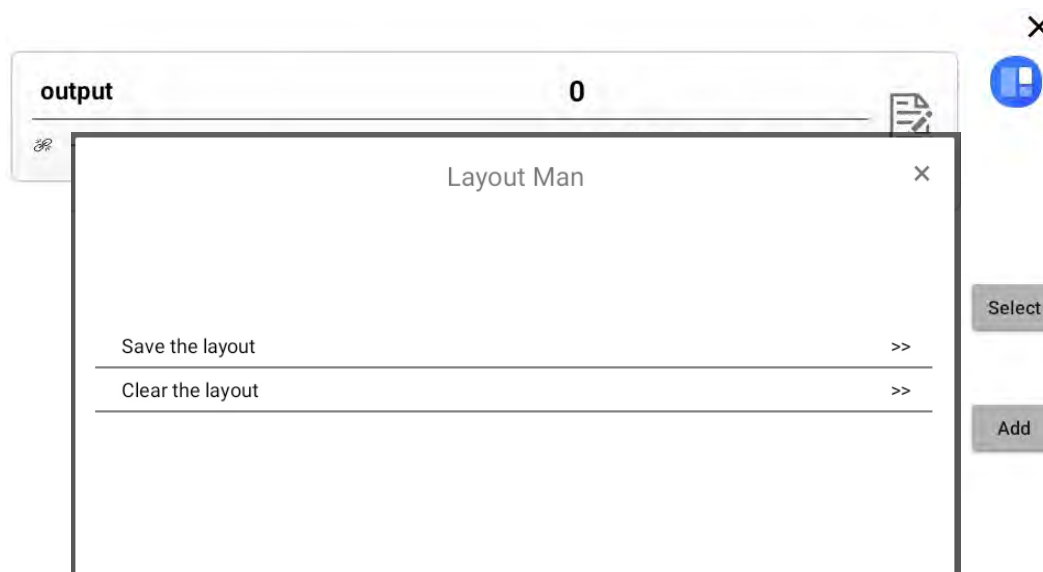 output 0
Layout Man
Save the layout >>
Clear the layout >>
Select
Add